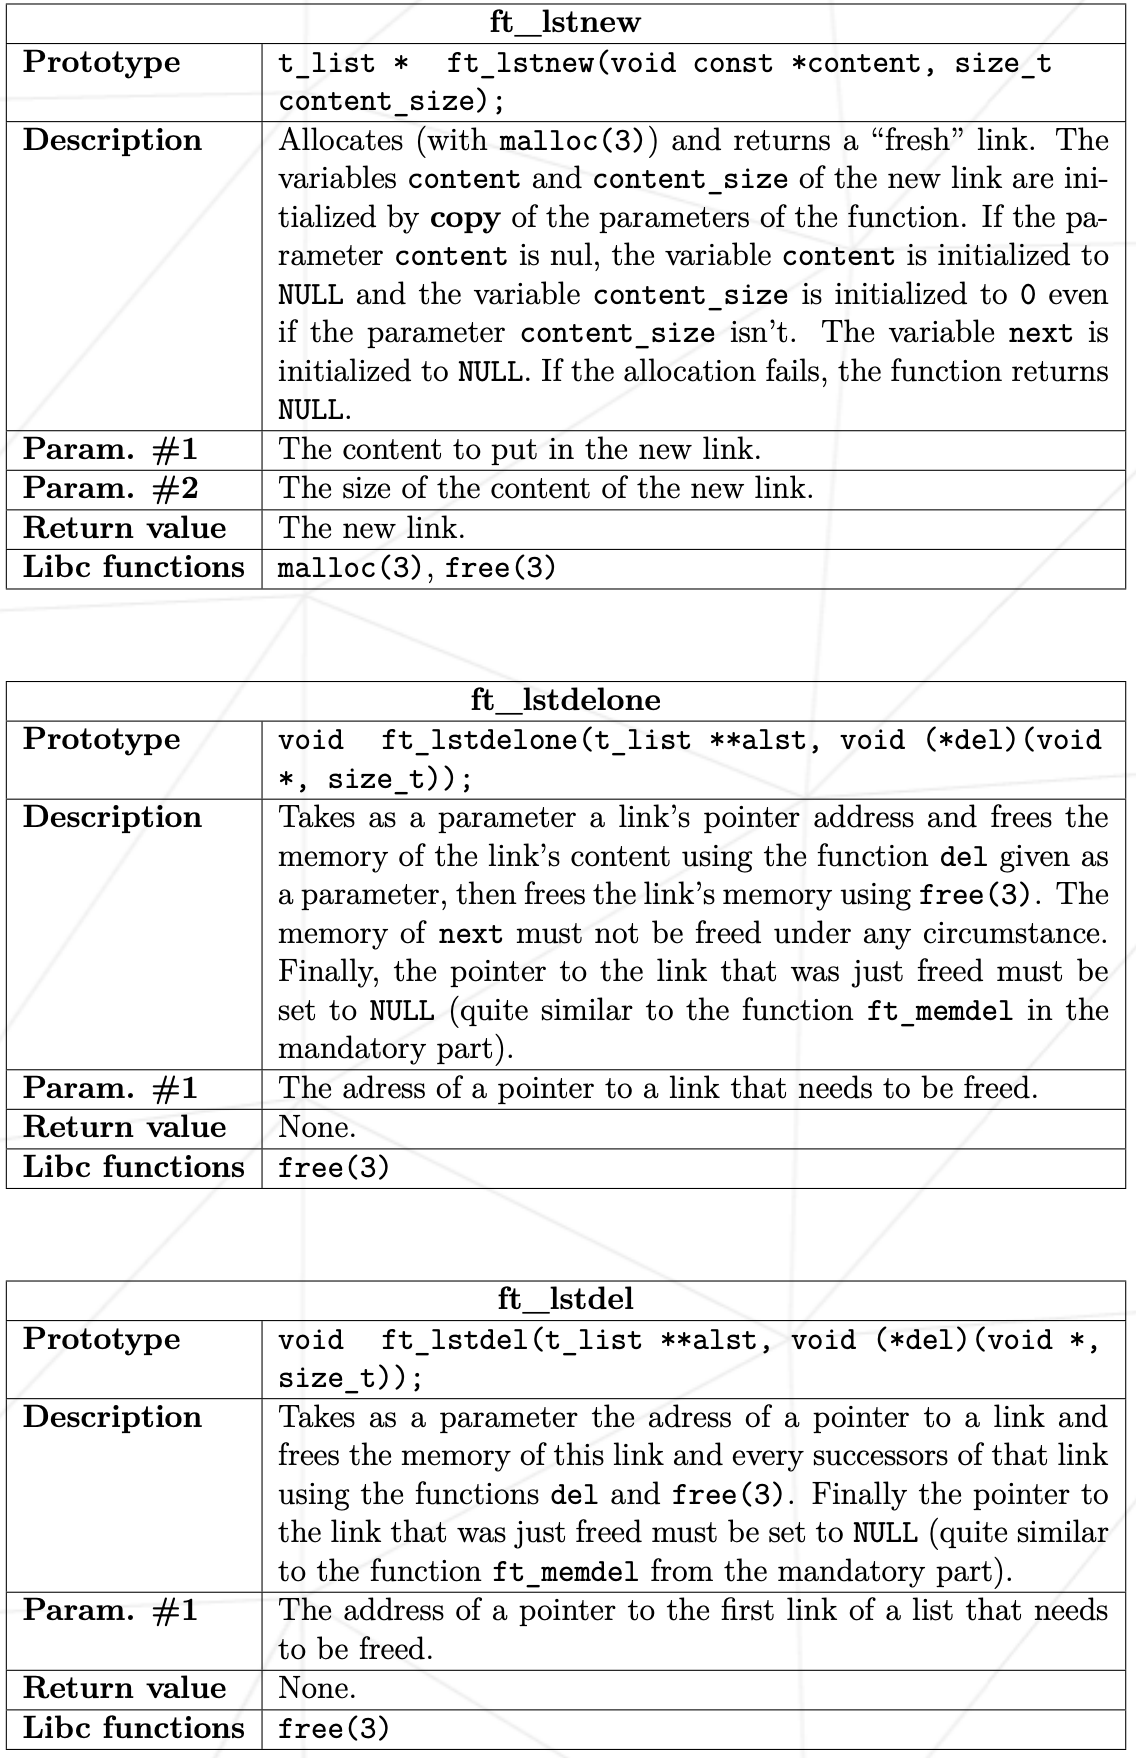 ft_lstnew
Prototype t_list * ft_lstnew(void const *content, size_t
content_size);
Description Allocates (with malloc(3)) and returns a “fresh” link. The
variables content and content_size of the new link are ini-
tialized by copy of the parameters of the function. If the pa-
rameter content is nul, the variable content is initialized to
NULL and the variable content_size is initialized to 0 even
if the parameter content_size isn’t. The variable next is
initialized to NULL. If the allocation fails, the function returns
NULL.
Param. #1 The content to put in the new link.
Param. #2 The size of the content of the new link.
Return value The new link.
Libc functions malloc(3), free(3)
ft_lstdelone
Prototype void ft_lstdelone(t_list **alst, void (*del)(void
*, size_t));
Description Takes as a parameter a link’s pointer address and frees the
memory of the link’s content using the function del given as
a parameter, then frees the link’s memory using free(3). The
memory of next must not be freed under any circumstance.
Finally, the pointer to the link that was just freed must be
set to NULL (quite similar to the function ft_memdel in the
mandatory part).
Param. #1 The adress of a pointer to a link that needs to be freed.
Return value None.
Libc functions free(3)
ft_lstdel
Prototype void ft_lstdel(t_list **alst, void (*del)(void *,
size_t));
Description Takes as a parameter the adress of a pointer to a link and
frees the memory of this link and every successors of that link
using the functions del and free(3). Finally the pointer to
the link that was just freed must be set to NULL (quite similar
to the function ft_memdel from the mandatory part).
Param. #1 The address of a pointer to the first link of a list that needs
to be freed.
Return value None.
Libc functions free(3)